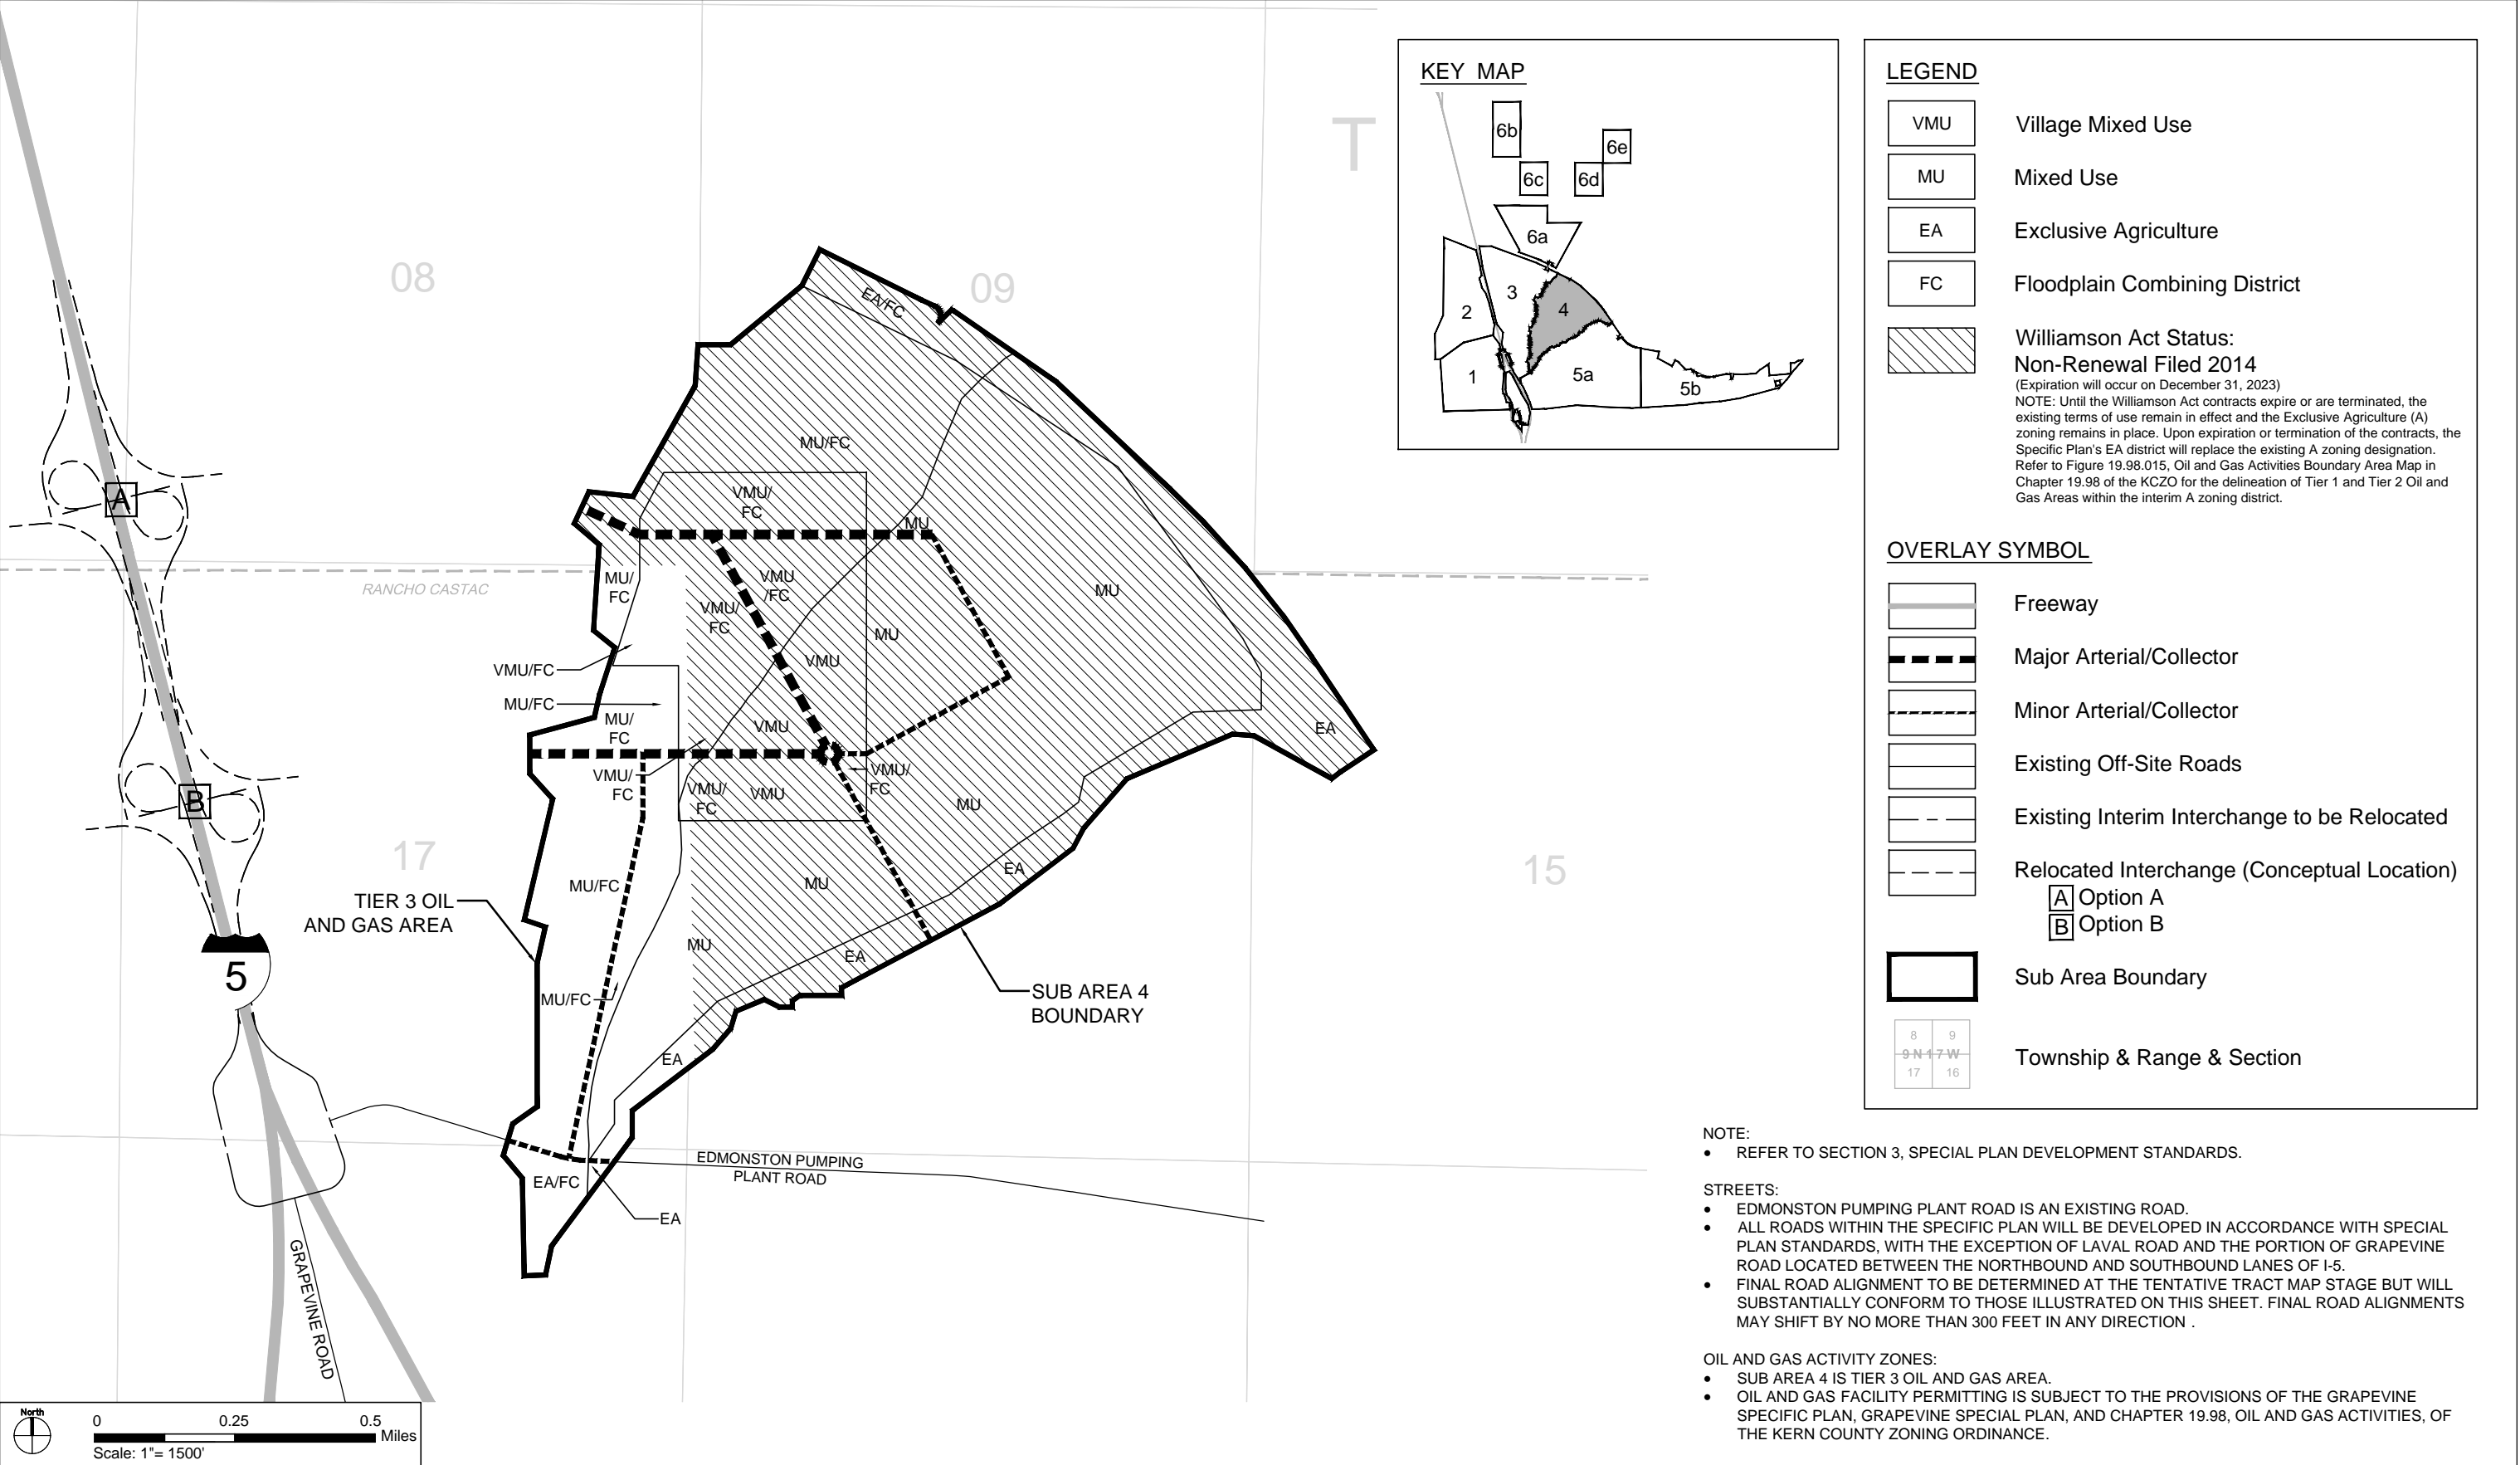 T
08
09
RANCHO CASTAC
17
15
A
B
5
GRAPEVINE ROAD
EDMONSTON PUMPING
PLANT ROAD
TIER 3 OIL
AND GAS AREA
SUB AREA 4
BOUNDARY
EA/FC
MU/FC
VMU/
FC
MU
MU/
FC
VMU
/FC
VMU/
FC
MU
MU
VMU/FC
VMU
MU/FC
MU/
FC
VMU
EA
VMU/
FC
VMU/
FC
VMU/
FC
VMU
MU
MU/FC
MU
EA
MU
EA
MU/FC
EA
EA/FC
EA
North
0 0.25 0.5
Miles
Scale: 1"= 1500'
KEY MAP
6b
6e
6c
6d
6a
3
4
2
1
5a
5b
LEGEND
VMU Village Mixed Use
MU Mixed Use
EA Exclusive Agriculture
FC Floodplain Combining District
Williamson Act Status:
Non-Renewal Filed 2014
(Expiration will occur on December 31, 2023)
NOTE: Until the Williamson Act contracts expire or are terminated, the
existing terms of use remain in effect and the Exclusive Agriculture (A)
zoning remains in place. Upon expiration or termination of the contracts, the
Specific Plan's EA district will replace the existing A zoning designation.
Refer to Figure 19.98.015, Oil and Gas Activities Boundary Area Map in
Chapter 19.98 of the KCZO for the delineation of Tier 1 and Tier 2 Oil and
Gas Areas within the interim A zoning district.
OVERLAY SYMBOL
Freeway
Major Arterial/Collector
Minor Arterial/Collector
Existing Off-Site Roads
Existing Interim Interchange to be Relocated
Relocated Interchange (Conceptual Location)
A Option A
B Option B
Sub Area Boundary
8 9
9 N 17 W
17 16
Township & Range & Section
NOTE:
• REFER TO SECTION 3, SPECIAL PLAN DEVELOPMENT STANDARDS.
STREETS:
• EDMONSTON PUMPING PLANT ROAD IS AN EXISTING ROAD.
• ALL ROADS WITHIN THE SPECIFIC PLAN WILL BE DEVELOPED IN ACCORDANCE WITH SPECIAL
PLAN STANDARDS, WITH THE EXCEPTION OF LAVAL ROAD AND THE PORTION OF GRAPEVINE
ROAD LOCATED BETWEEN THE NORTHBOUND AND SOUTHBOUND LANES OF I-5.
• FINAL ROAD ALIGNMENT TO BE DETERMINED AT THE TENTATIVE TRACT MAP STAGE BUT WILL
SUBSTANTIALLY CONFORM TO THOSE ILLUSTRATED ON THIS SHEET. FINAL ROAD ALIGNMENTS
MAY SHIFT BY NO MORE THAN 300 FEET IN ANY DIRECTION .
OIL AND GAS ACTIVITY ZONES:
• SUB AREA 4 IS TIER 3 OIL AND GAS AREA.
• OIL AND GAS FACILITY PERMITTING IS SUBJECT TO THE PROVISIONS OF THE GRAPEVINE
SPECIFIC PLAN, GRAPEVINE SPECIAL PLAN, AND CHAPTER 19.98, OIL AND GAS ACTIVITIES, OF
THE KERN COUNTY ZONING ORDINANCE.